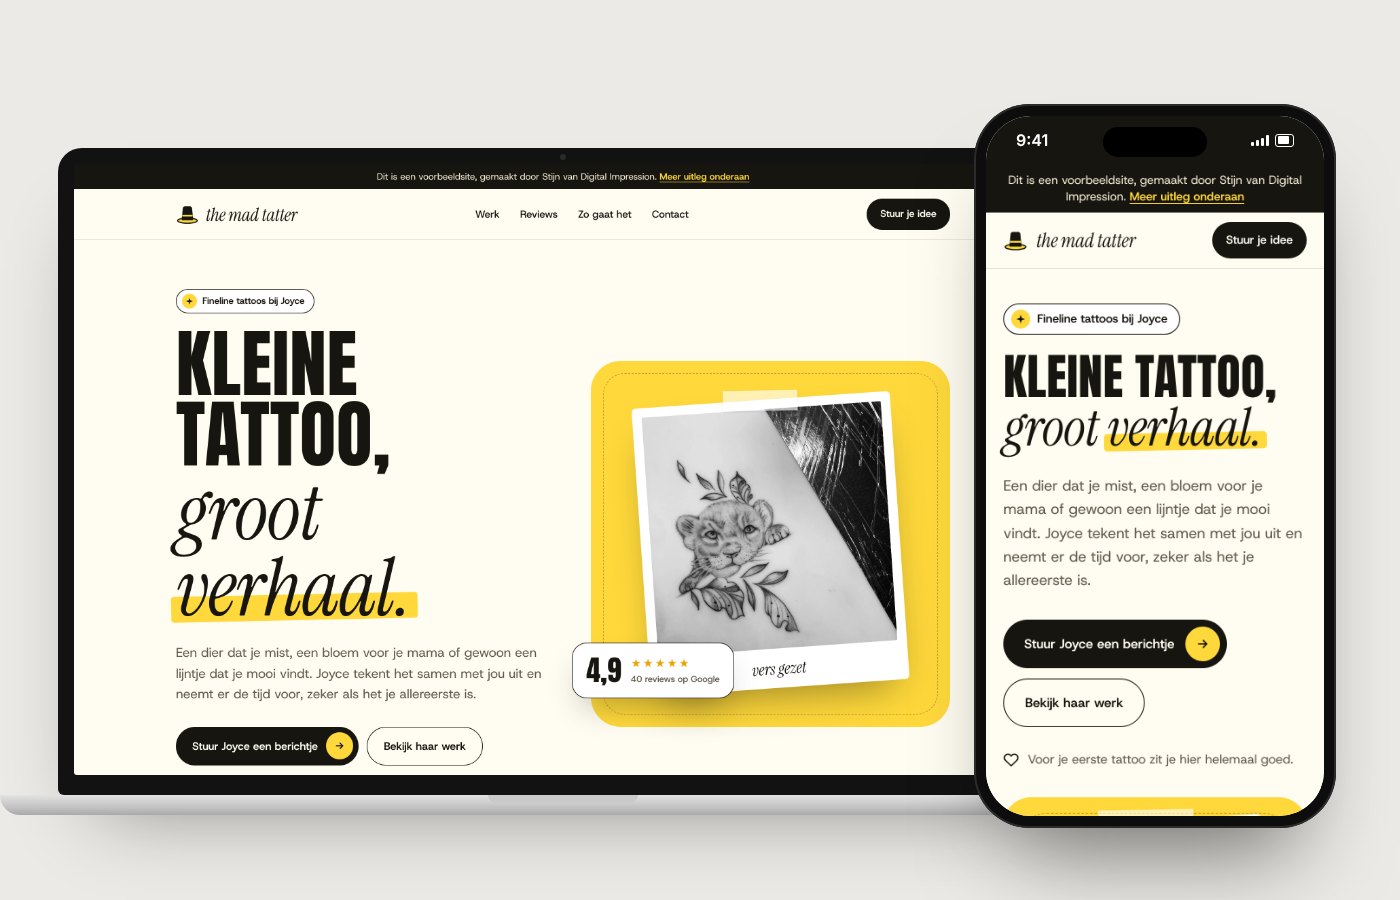 Dit is een voorbeeldsite, gemaakt door Stijn van Digital Impression. Meer uitleg onderaan
the mad tatter
Werk Reviews Zo gaat het Contact
Stuur je idee
Fineline tattoos bij Joyce
KLEINE
TATTOO,
groot
verhaal.
Een dier dat je mist, een bloem voor je mama of gewoon een
lijntje dat je mooi vindt. Joyce tekent het samen met jou uit en
neemt er de tijd voor, zeker als het je allereerste is.
Stuur Joyce een berichtje
Bekijk haar werk
4,9
40 reviews op Google
vers gezet
9:41
Dit is een voorbeeldsite, gemaakt door Stijn van Digital
Impression. Meer uitleg onderaan
the mad tatter
Stuur je idee
Fineline tattoos bij Joyce
KLEINE TATTOO,
groot verhaal.
Een dier dat je mist, een bloem voor je
mama of gewoon een lijntje dat je mooi
vindt. Joyce tekent het samen met jou uit en
neemt er de tijd voor, zeker als het je
allereerste is.
Stuur Joyce een berichtje
Bekijk haar werk
Voor je eerste tattoo zit je hier helemaal goed.